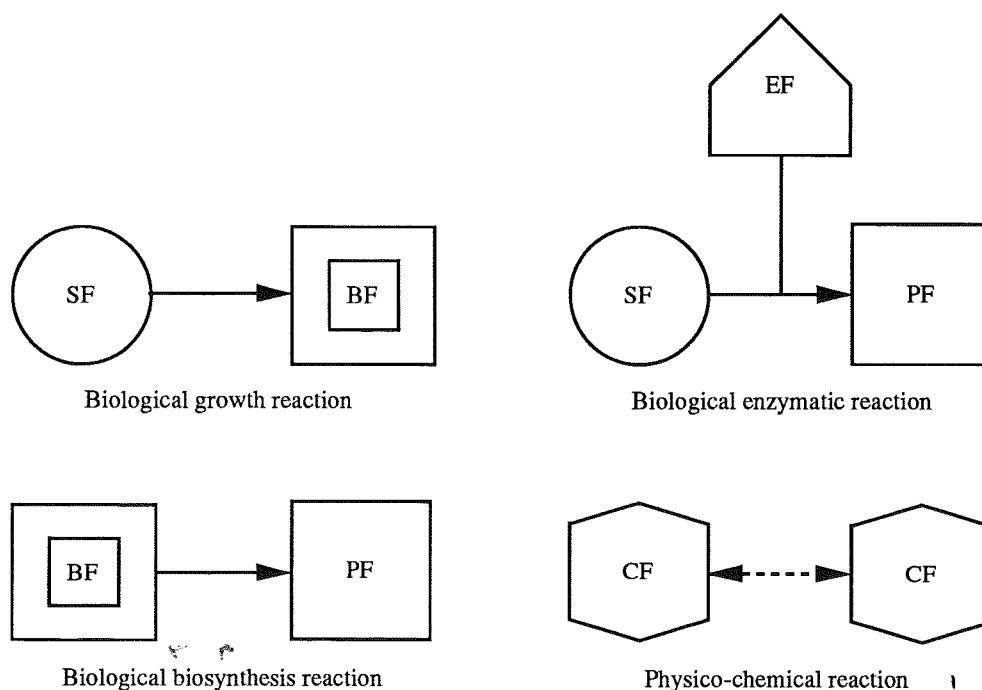 EF
SF
BF
SF
PF
Biological growth reaction
Biological enzymatic reaction
BF
PF
CF
CF
Biological biosynthesis reaction
Physico-chemical reaction